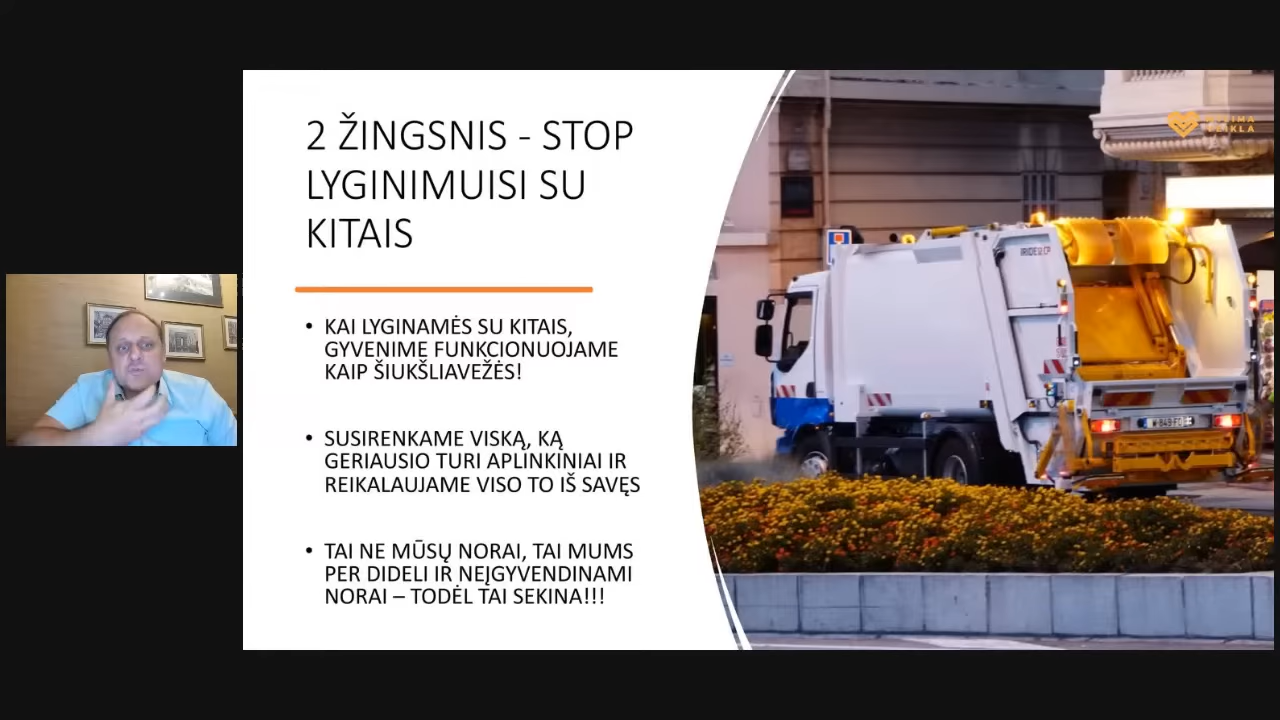 2 ŽINGSNIS - STOP
LYGINIMUISI SU
KITAIS
• KAI LYGINAMĖS SU KITAIS,
GYVENIME FUNKCIONUOJAME
KAIP ŠIUKŠLIAVEŽĖS!
• SUSIRENKAME VISKĄ, KĄ
GERIAUSIO TURI APLINKINIAI IR
REIKALAUJAME VISO TO IŠ SAVĘS
• TAI NE MŪSŲ NORAI, TAI MUMS
PER DIDELI IR NEĮGYVENDINAMI
NORAI – TODĖL TAI SEKINA!!!